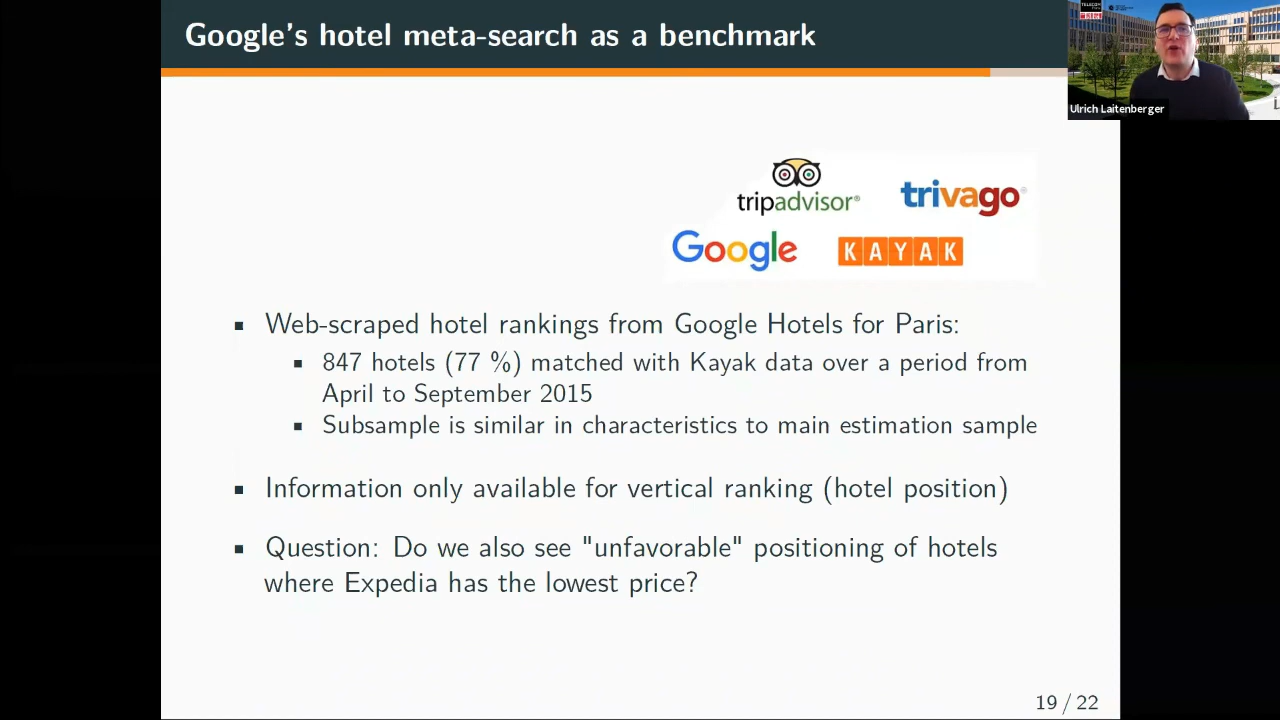 Google's hotel meta-search as a benchmark
TELECOM
Ulrich Laitenberger
tripadvisor®
trivago®
Google
KAYAK
▪ Web-scraped hotel rankings from Google Hotels for Paris:
▪ 847 hotels (77 %) matched with Kayak data over a period from
April to September 2015
▪ Subsample is similar in characteristics to main estimation sample
▪ Information only available for vertical ranking (hotel position)
▪ Question: Do we also see "unfavorable" positioning of hotels
where Expedia has the lowest price?
19 / 22